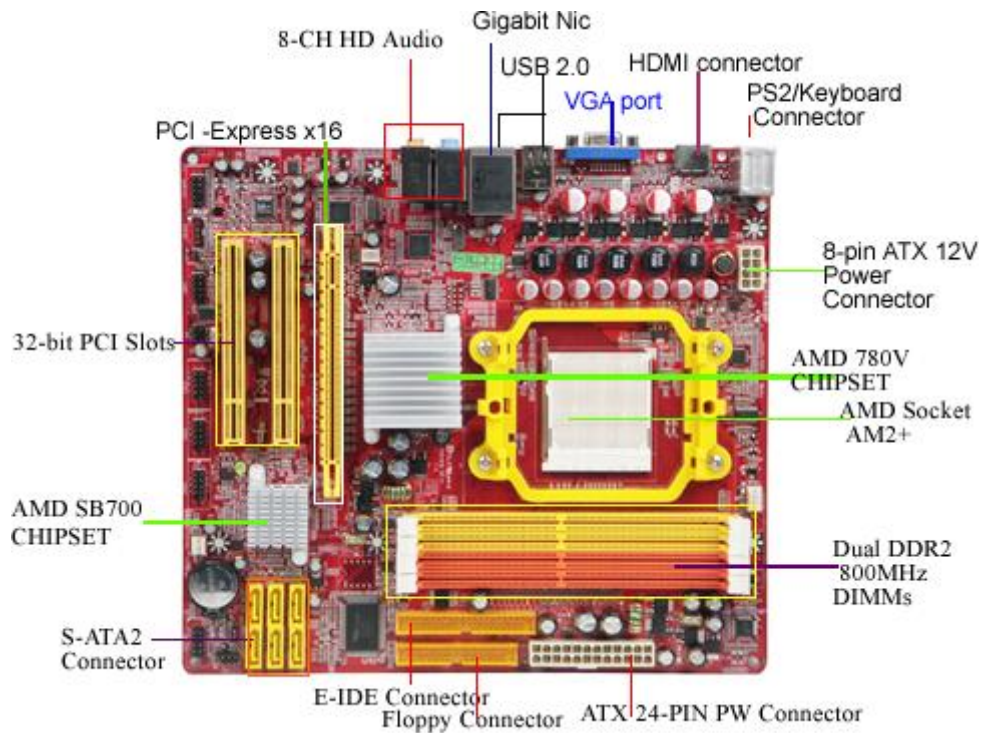 Gigabit Nic
8-CH HD Audio
USB 2.0
HDMI connector
VGA port
PS2/Keyboard
Connector
PCI -Express x16
8-pin ATX 12V
Power
Connector
32-bit PCI Slots
AMD 780V
CHIPSET
AMD Socket
AM2+
AMD SB700
CHIPSET
Dual DDR2
800MHz
DIMMs
S-ATA2
Connector
E-IDE Connector
Floppy Connector
ATX 24-PIN PW Connector